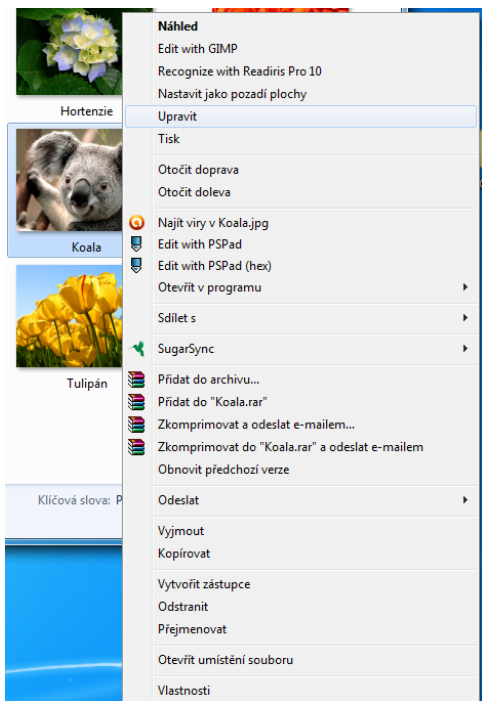 Hortenzie
Koala
Tulipán
Klíčová slova: P
Náhled
Edit with GIMP
Recognize with Readiris Pro 10
Nastavit jako pozadí plochy
Upravit
Tisk
Otočit doprava
Otočit doleva
Najít viry v Koala.jpg
Edit with PSPad
Edit with PSPad (hex)
Otevřít v programu
Sdílet s
SugarSync
Přidat do archivu...
Přidat do "Koala.rar"
Zkomprimovat a odeslat e-mailem...
Zkomprimovat do "Koala.rar" a odeslat e-mailem
Obnovit předchozí verze
Odeslat
Vyjmout
Kopírovat
Vytvořit zástupce
Odstranit
Přejmenovat
Otevřít umístění souboru
Vlastnosti